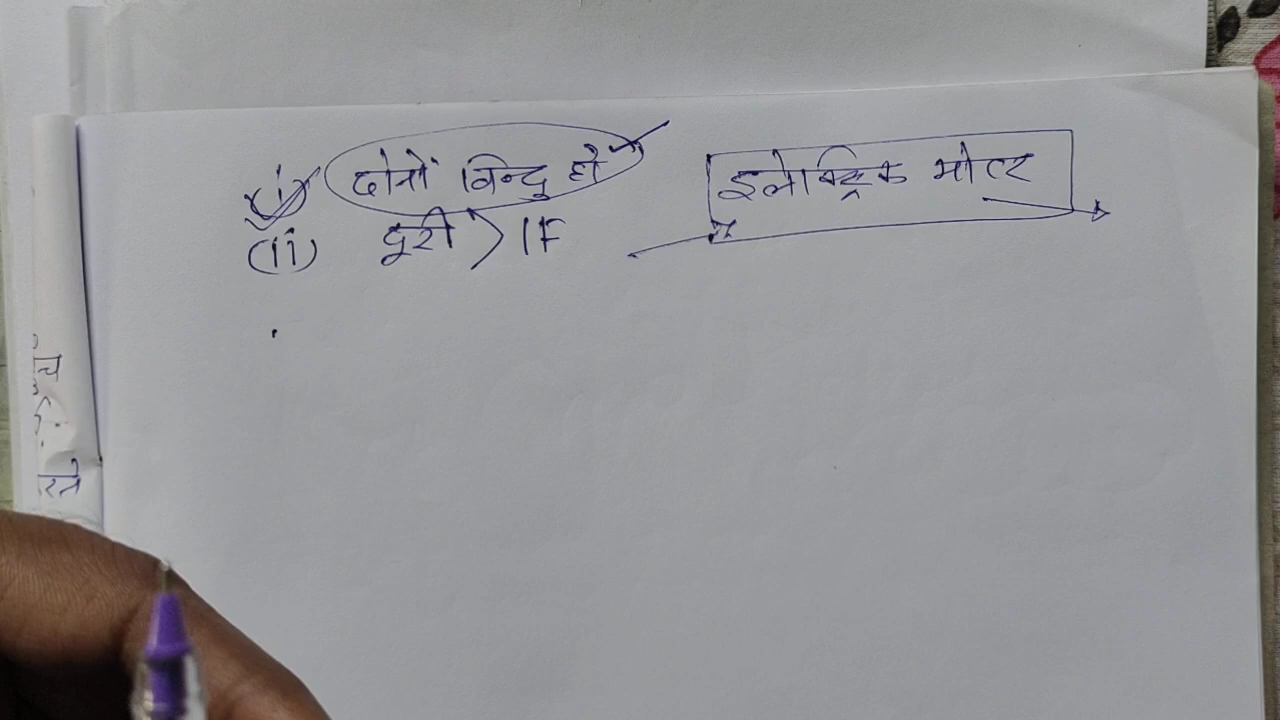 (i) दोनों बिन्दु हो
(ii) दूरी > 1F
इलेक्ट्रिक मोटर